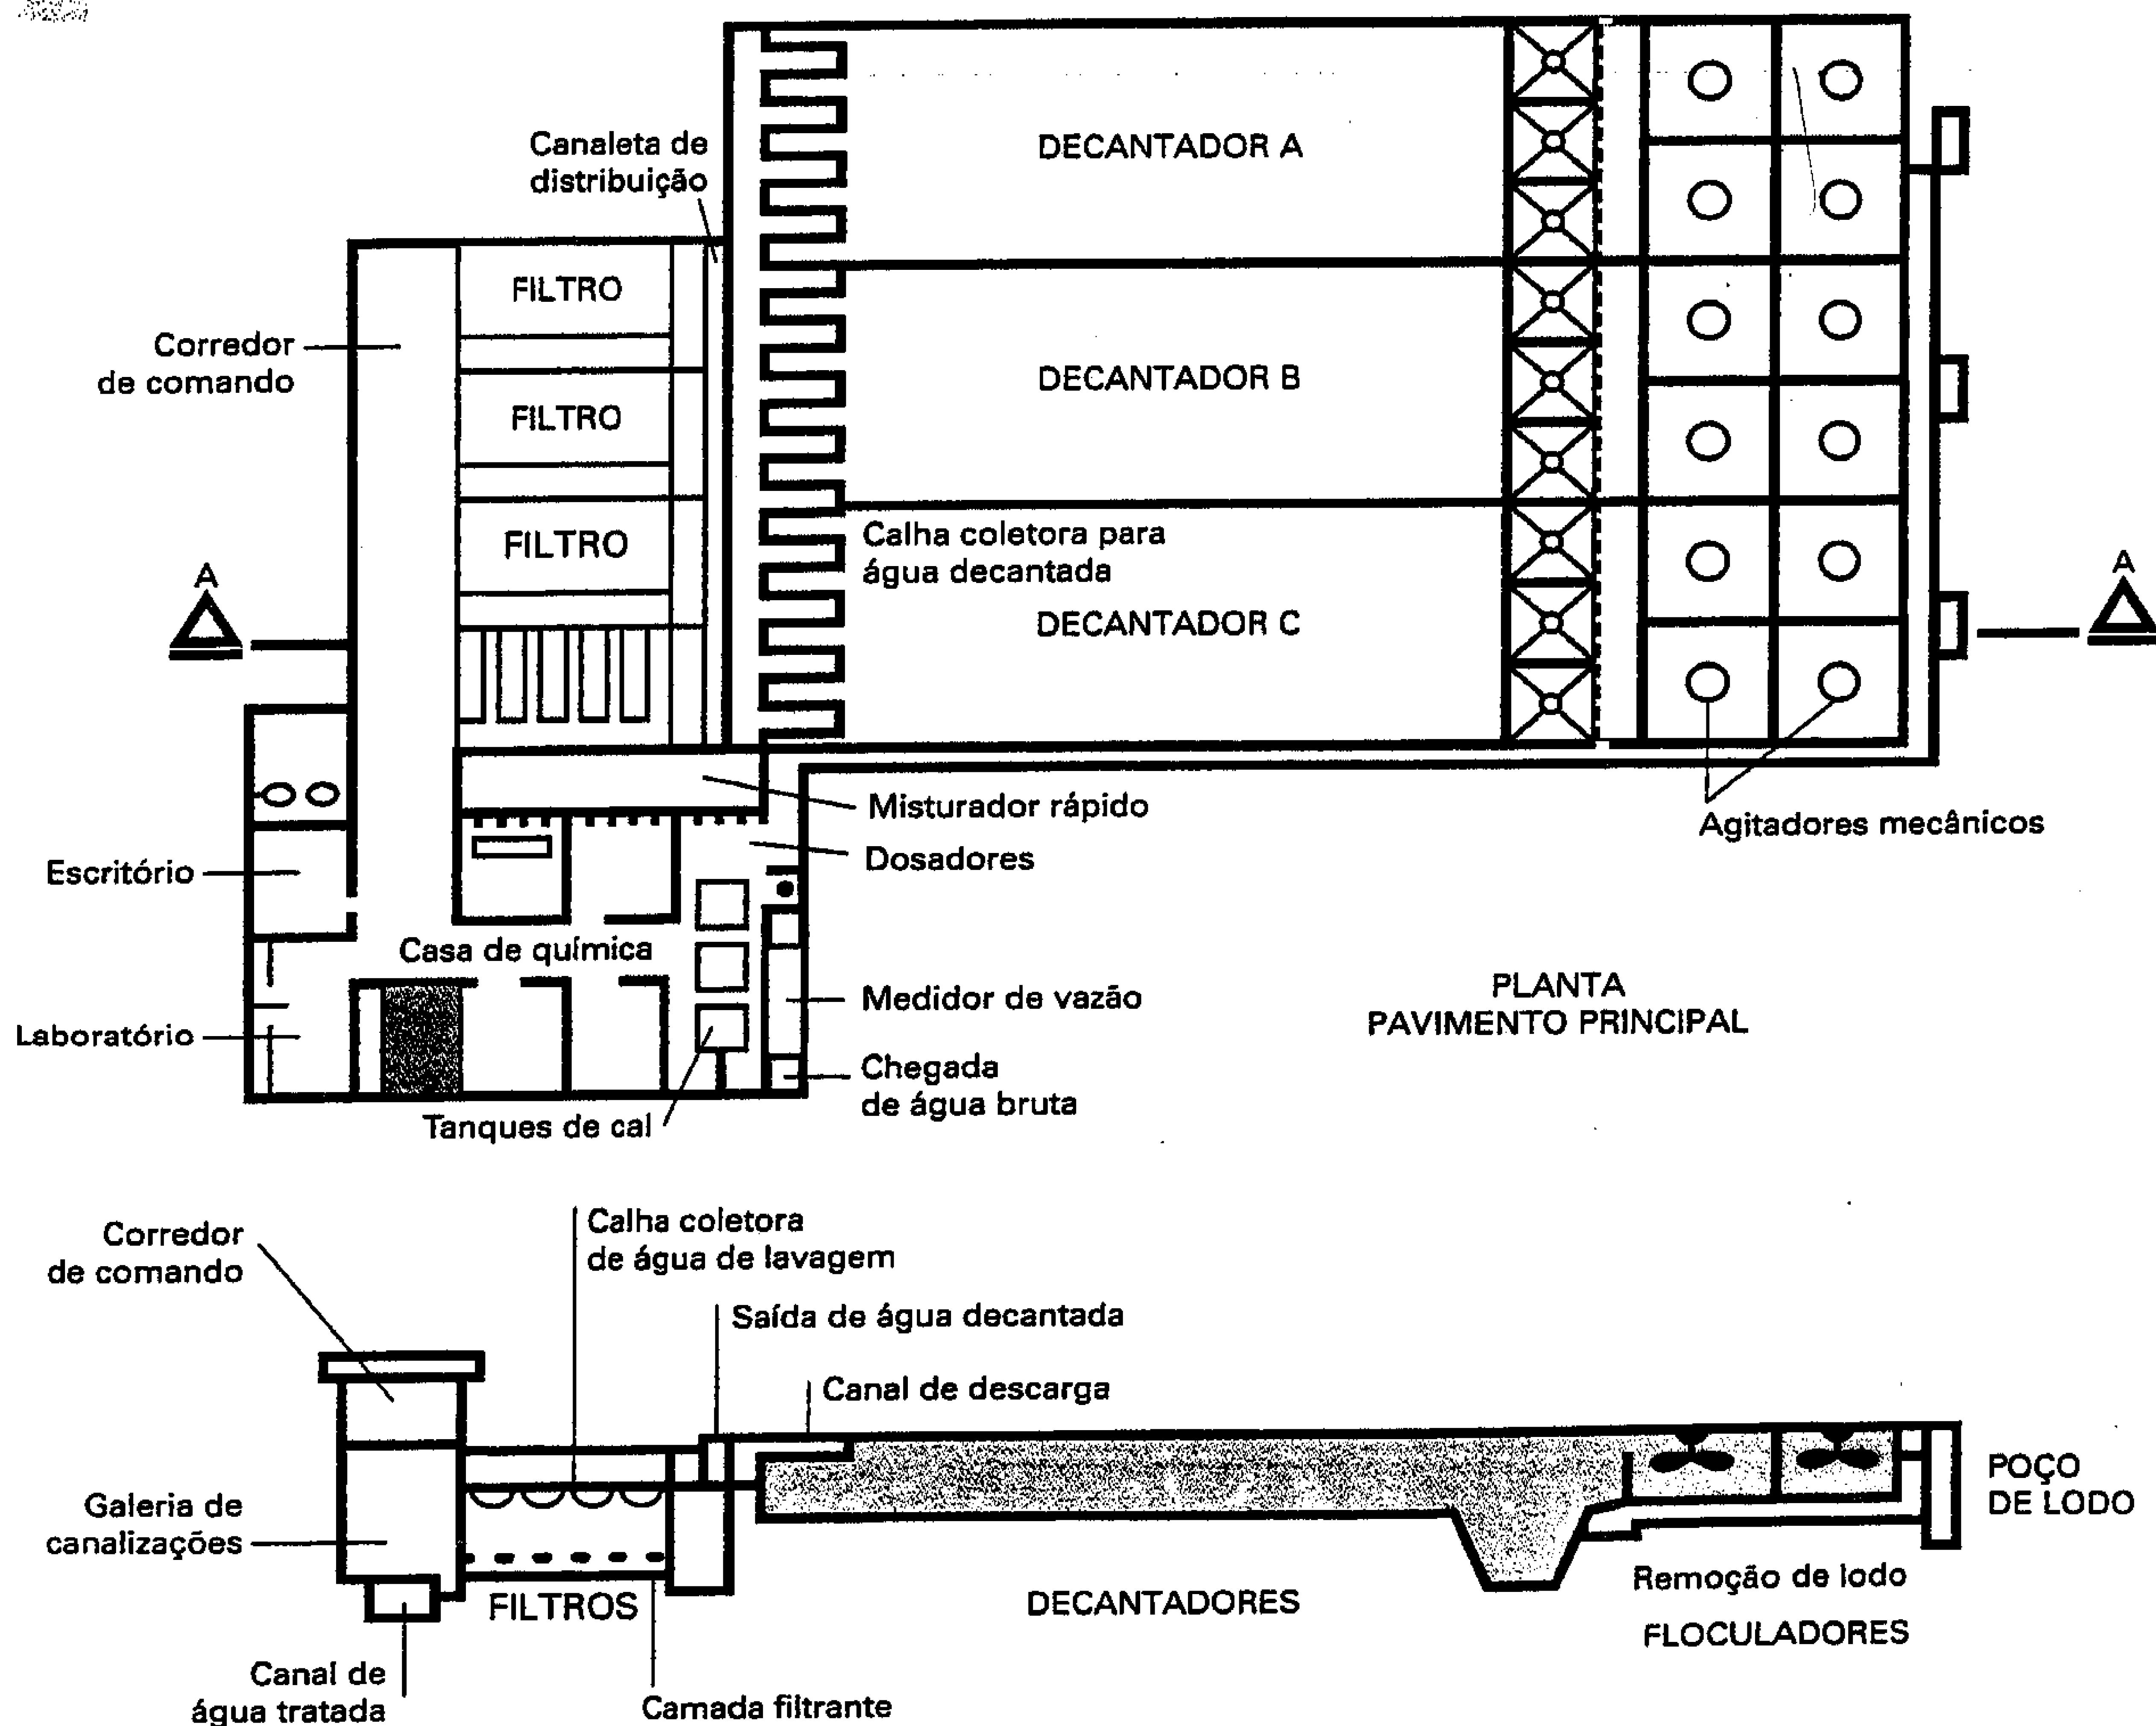 Canaleta de
distribuição
DECANTADOR A
FILTRO
Corredor
de comando
DECANTADOR B
FILTRO
FILTRO
Calha coletora para
água decantada
A
A
DECANTADOR C
Misturador rápido
Agitadores mecânicos
Dosadores
Escritório
Casa de química
PLANTA
PAVIMENTO PRINCIPAL
Medidor de vazão
Laboratório
Chegada
de água bruta
Tanques de cal
Calha coletora
de água de lavagem
Corredor
de comando
Saída de água decantada
Canal de descarga
POÇO
DE LODO
Galeria de
canalizações
Remoção de lodo
FILTROS
DECANTADORES
FLOCULADORES
Canal de
água tratada
Camada filtrante